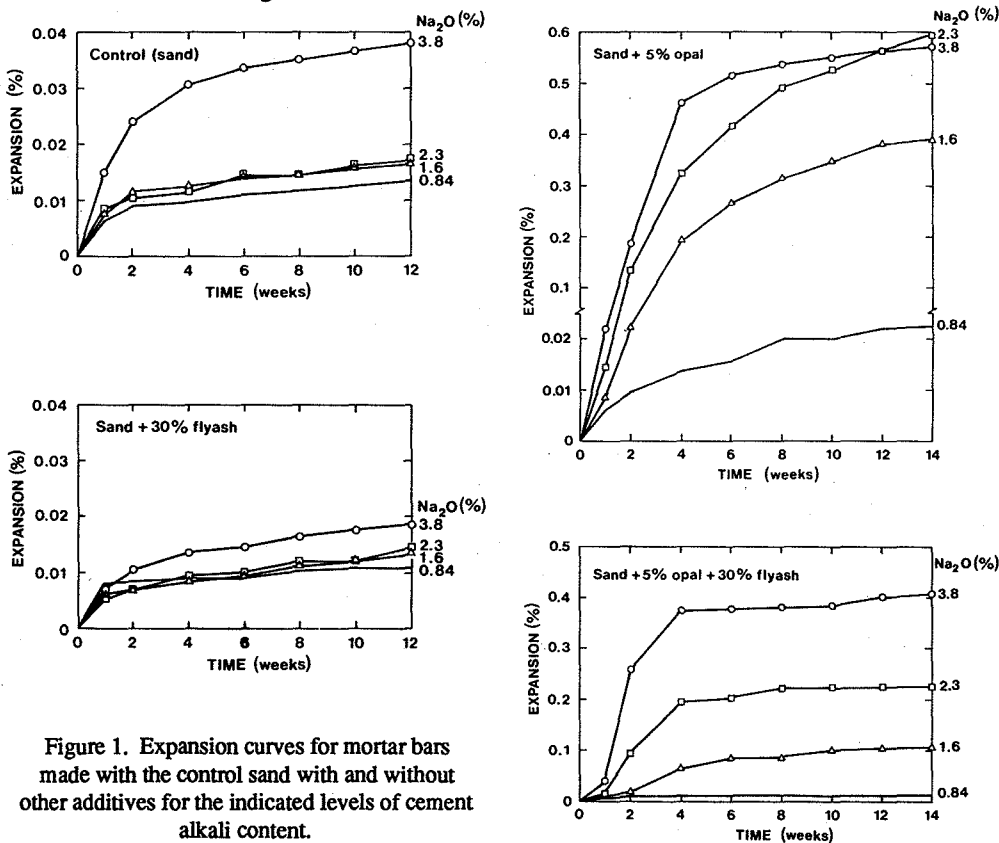 Na2O (%)
0.04
Control (sand)
3.8
0.03
EXPANSION (%)
0.02
2.3
1.6
0.01
0.84
0
0 2 4 6 8 10 12
TIME (weeks)
0.04
Sand + 30% flyash
0.03
EXPANSION (%)
Na2O (%)
0.02
3.8
2.3
0.01
1.6
0.84
0
0 2 4 6 8 10 12
TIME (weeks)
Figure 1. Expansion curves for mortar bars
made with the control sand with and without
other additives for the indicated levels of cement
alkali content.
Na2O (%)
0.6
Sand + 5% opal
2.3
3.8
0.5
0.4
1.6
0.3
EXPANSION (%)
0.2
0.1
0.84
0.02
0.01
0
0 2 4 6 8 10 12 14
TIME (weeks)
0.5
Sand + 5% opal + 30% flyash
Na2O (%)
0.4
3.8
0.3
EXPANSION (%)
0.2
2.3
0.1
1.6
0.84
0
0 2 4 6 8 10 12 14
TIME (weeks)